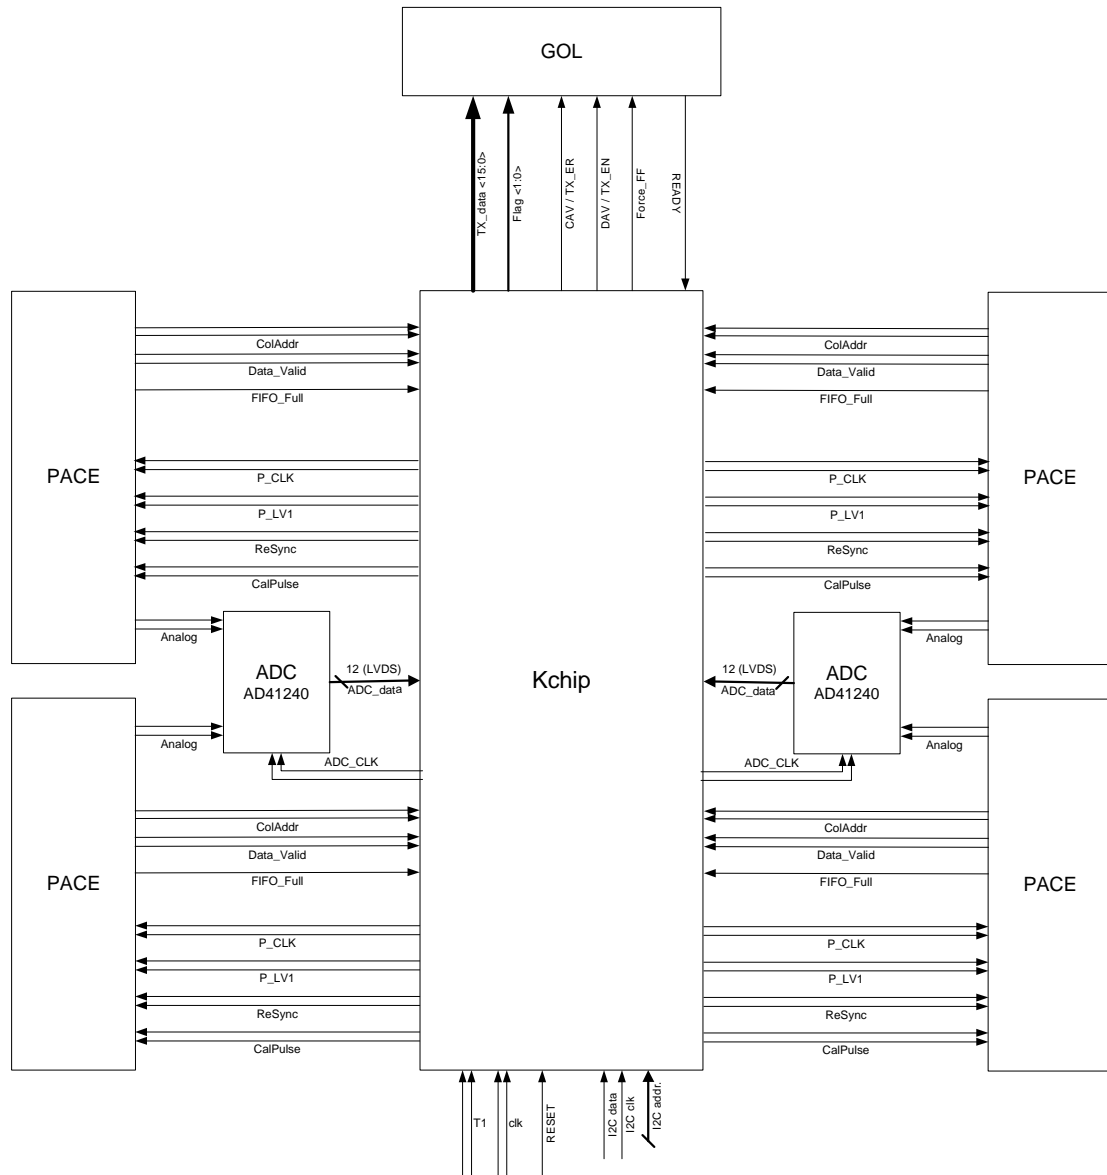 GOL
TX_data <15:0>
Flag <1:0>
CAV / TX_ER
DAV / TX_EN
Force_FF
READY
PACE
ColAddr
Data_Valid
FIFO_Full
P_CLK
P_LV1
ReSync
CalPulse
Analog
ADC
AD41240
12 (LVDS)
ADC_data
Analog
ADC_CLK
PACE
ColAddr
Data_Valid
FIFO_Full
P_CLK
P_LV1
ReSync
CalPulse
Kchip
ColAddr
Data_Valid
FIFO_Full
P_CLK
P_LV1
ReSync
CalPulse
PACE
Analog
12 (LVDS)
ADC_data
ADC
AD41240
Analog
ADC_CLK
ColAddr
Data_Valid
FIFO_Full
P_CLK
P_LV1
ReSync
CalPulse
PACE
T1
clk
RESET
I2C data
I2C clk
I2C addr.